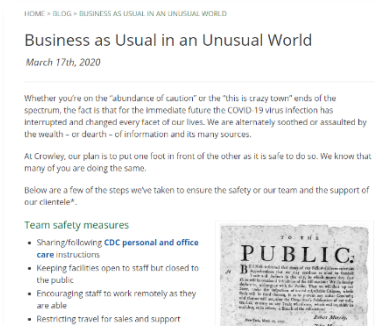 HOME > BLOG > BUSINESS AS USUAL IN AN UNUSUAL WORLD
Business as Usual in an Unusual World
March 17th, 2020
Whether you're on the "abundance of caution" or the "this is crazy town" ends of the
spectrum, the fact is that for the immediate future the COVID-19 virus infection has
interrupted and changed every facet of our lives. We are alternately soothed or assaulted by
the wealth – or dearth – of information and its many sources.
At Crowley, our plan is to put one foot in front of the other as it is safe to do so. We know that
many of you are doing the same.
Below are a few of the steps we've taken to ensure the safety or our team and the support of
our clientele*.
Team safety measures
Sharing/following CDC personal and office
care instructions
Keeping facilities open to staff but closed to
the public
Encouraging staff to work remotely as they
are able
Restricting travel for sales and support
TO THE
PUBLIC.